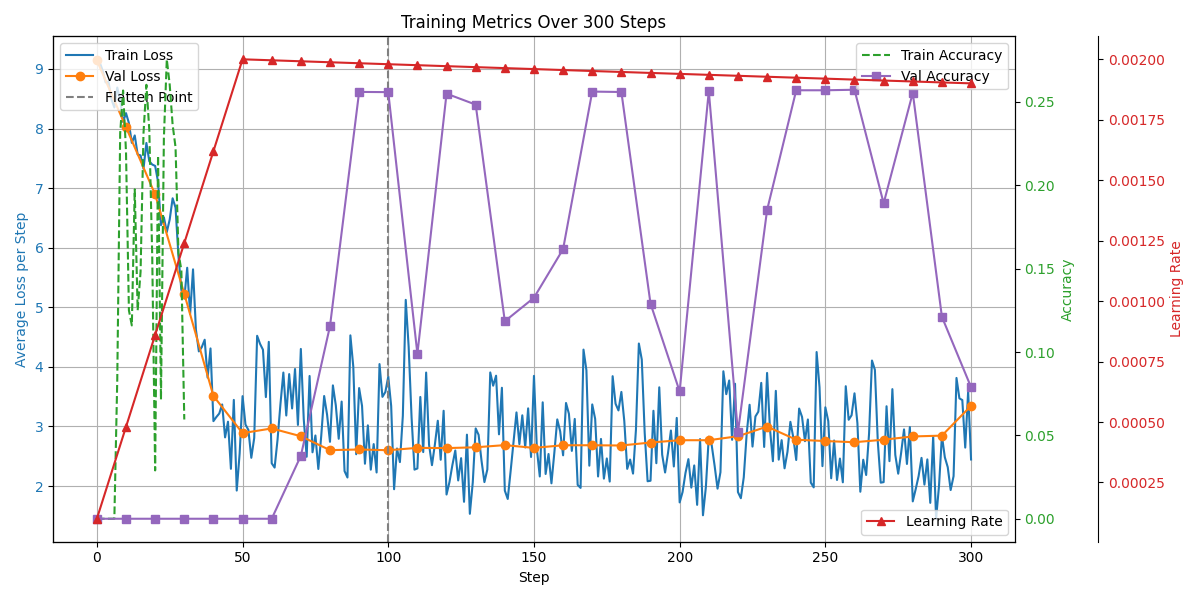 Training Metrics Over 300 Steps
Train Loss
Val Loss
Flatten Point
Train Accuracy
Val Accuracy
Learning Rate
9
8
7
6
5
4
3
2
Average Loss per Step
0.25
0.20
0.15
0.10
0.05
0.00
Accuracy
0.00200
0.00175
0.00150
0.00125
0.00100
0.00075
0.00050
0.00025
Learning Rate
0 50 100 150 200 250 300
Step